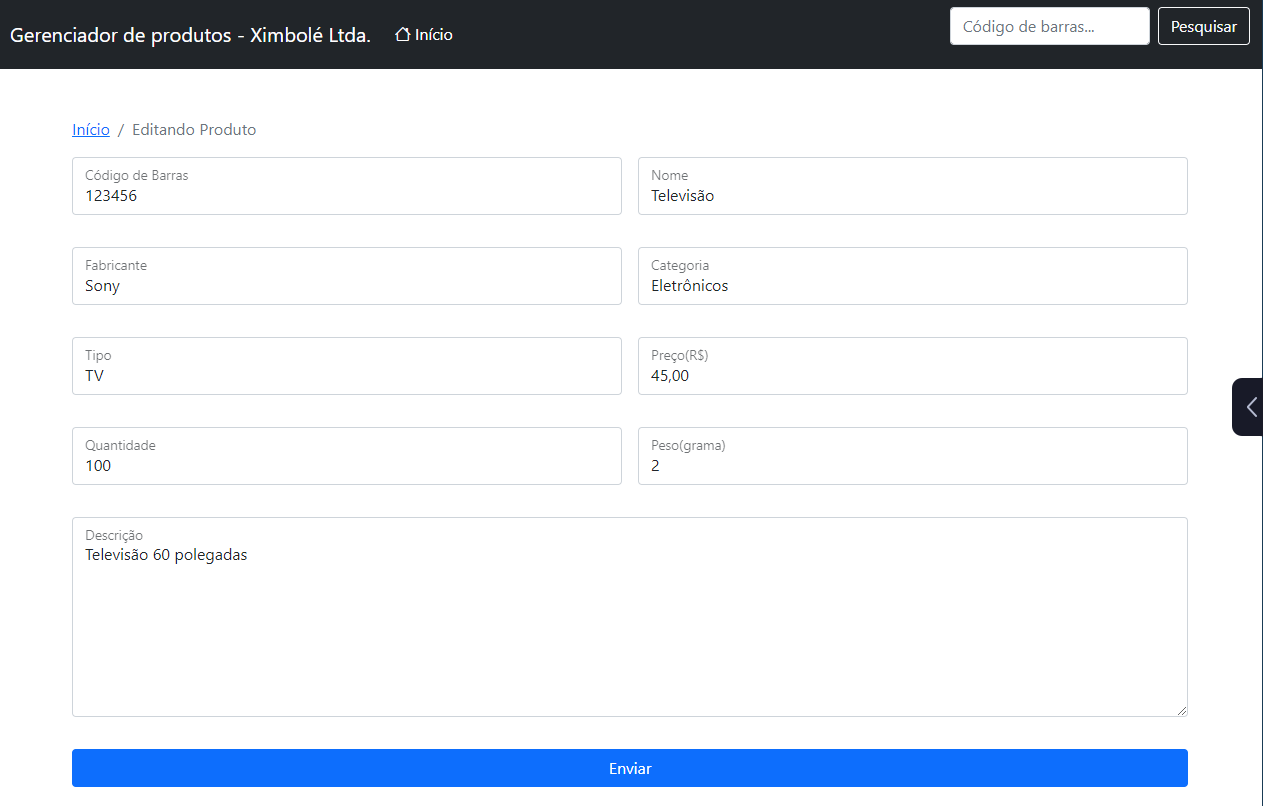 Gerenciador de produtos - Ximbolé Ltda. Início Código de barras... Pesquisar
Início / Editando Produto
Código de Barras
123456
Nome
Televisão
Fabricante
Sony
Categoria
Eletrônicos
Tipo
TV
Preço(R$)
45,00
Quantidade
100
Peso(grama)
2
Descrição
Televisão 60 polegadas
Enviar